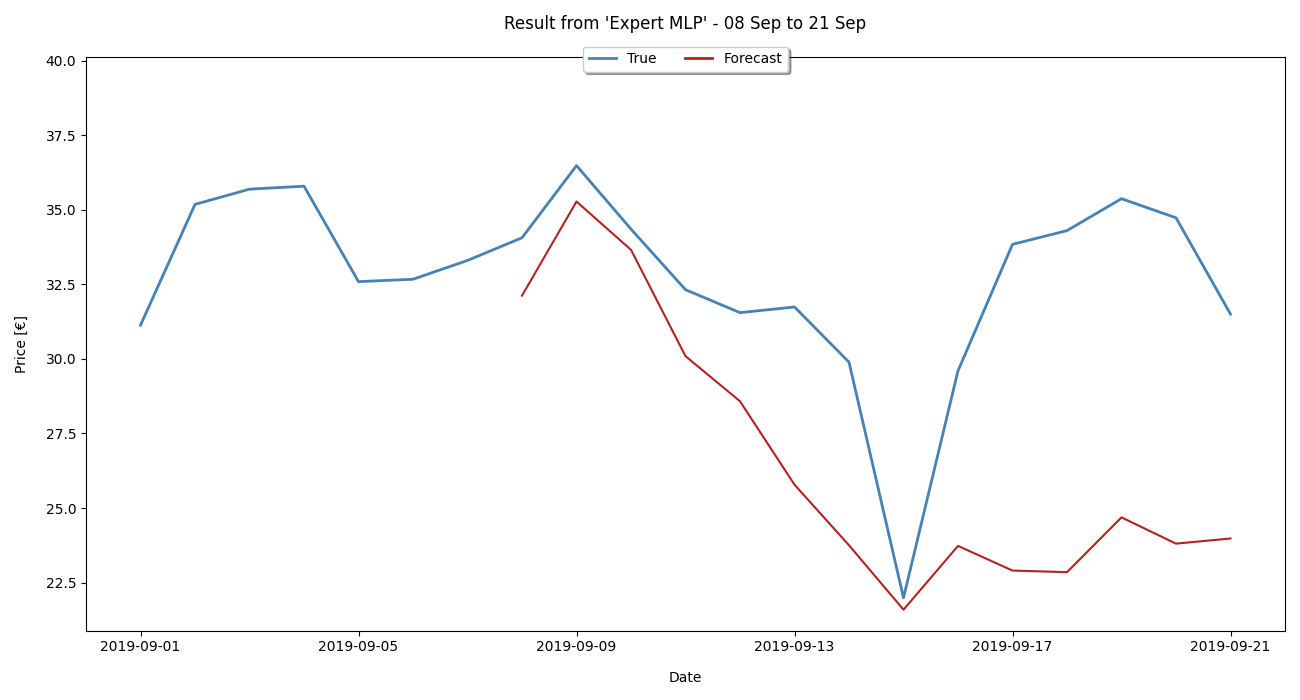 Result from 'Expert MLP' - 08 Sep to 21 Sep
True Forecast
40.0
37.5
35.0
32.5
30.0
27.5
25.0
22.5
Price [€]
2019-09-01 2019-09-05 2019-09-09 2019-09-13 2019-09-17 2019-09-21
Date